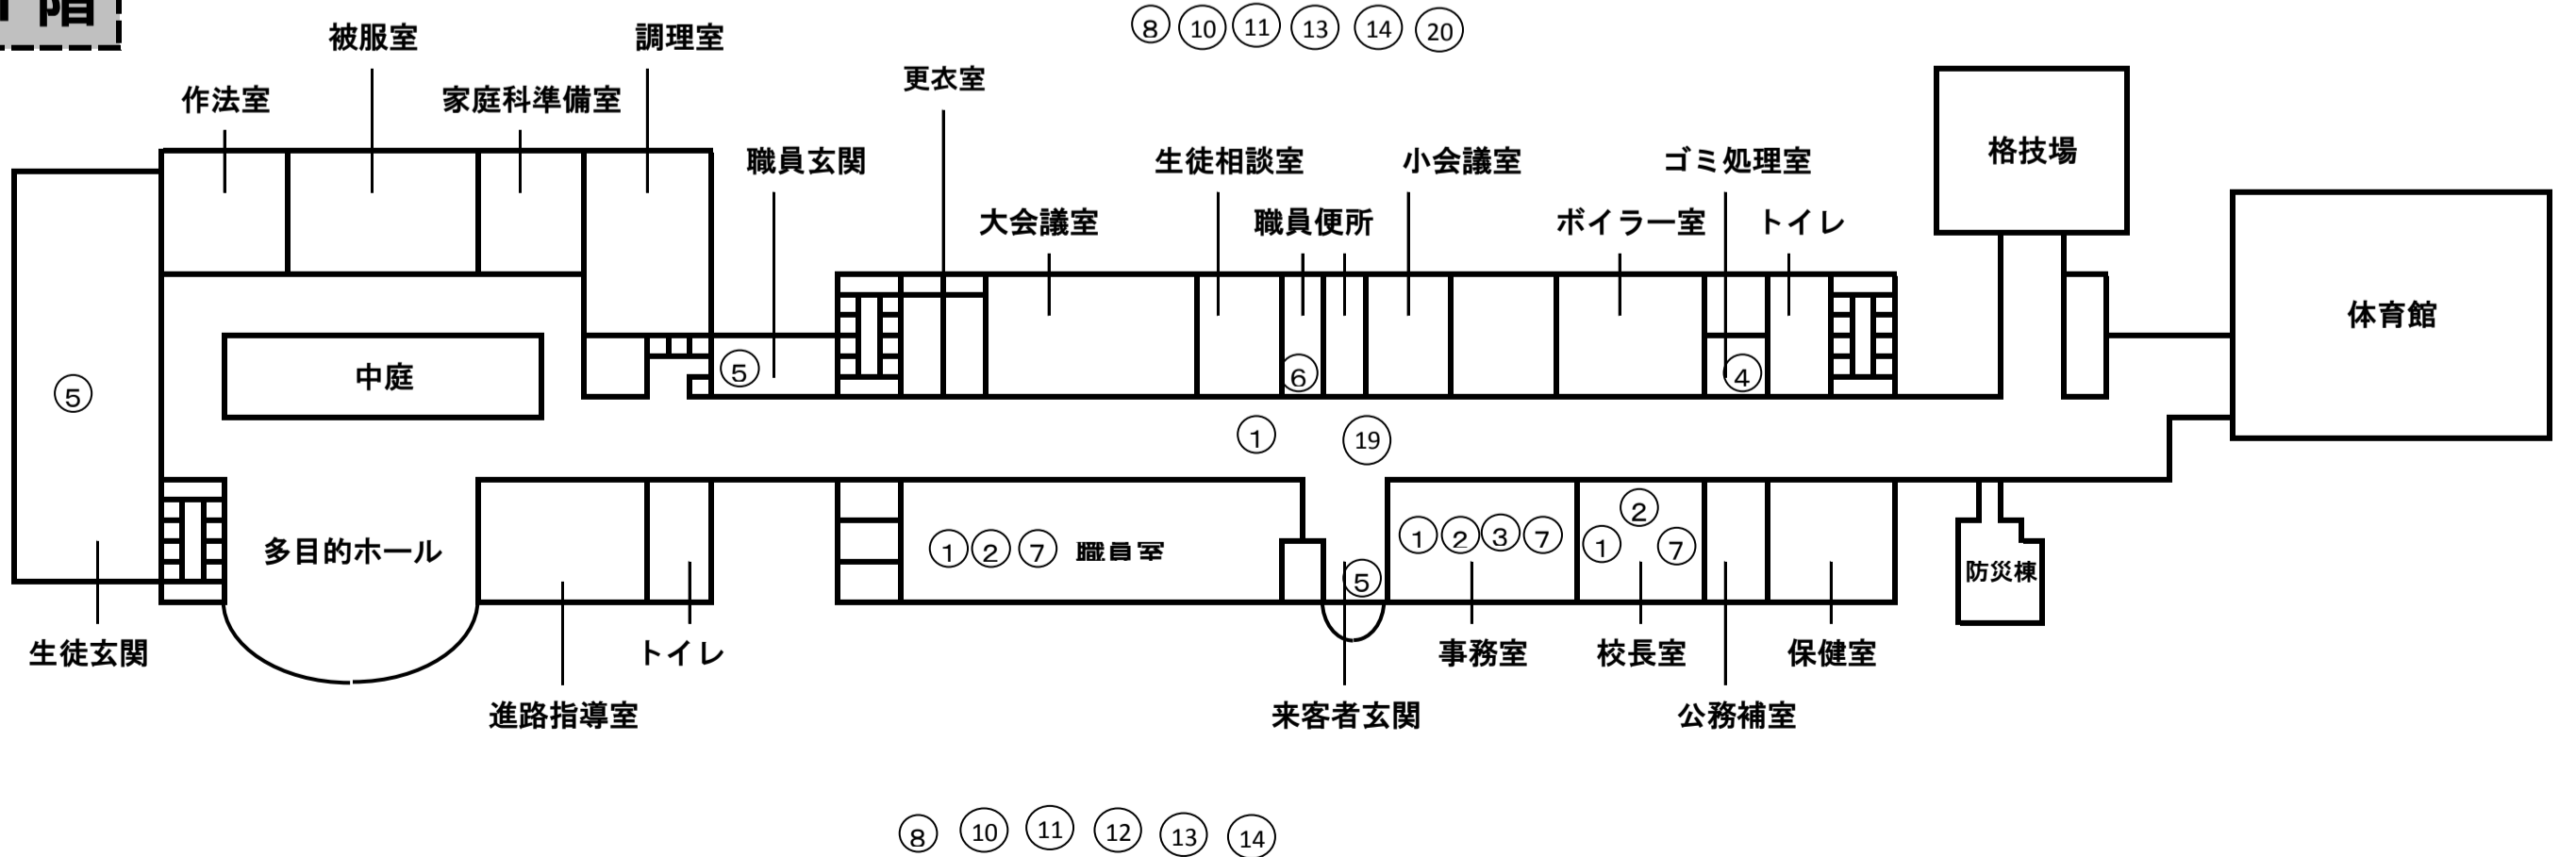 階
⑧ ⑩ ⑪ ⑬ ⑭ ⑳
被服室
調理室
更衣室
作法室
家庭科準備室
職員玄関
生徒相談室
小会議室
ゴミ処理室
格技場
大会議室
職員便所
ボイラー室
トイレ
体育館
中庭
⑤
⑥
④
⑤
①
⑲
多目的ホール
① ② ⑦ 職員室
⑤
① ② ③ ⑦
② ① ⑦
防災棟
生徒玄関
トイレ
事務室
校長室
保健室
進路指導室
来客者玄関
公務補室
⑧ ⑩ ⑪ ⑫ ⑬ ⑭